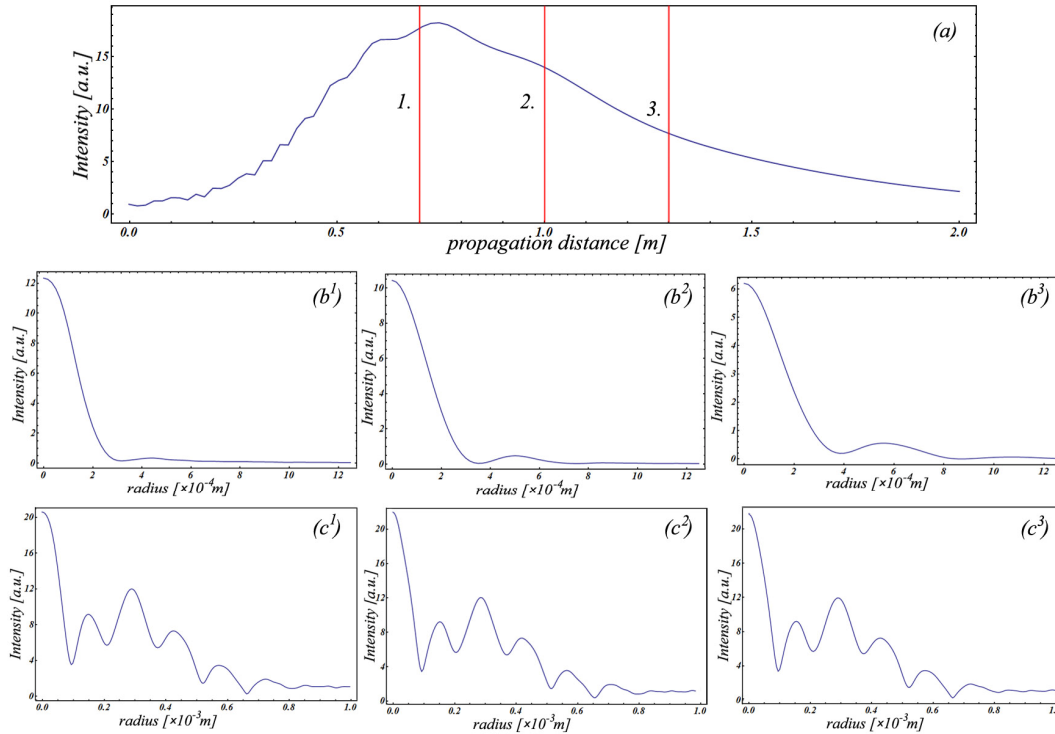 (a)
Intensity [a.u.]
15
10
5
0
1.
2.
3.
0.0 0.5 1.0 1.5 2.0
propagation distance [m]
(b¹)
Intensity [a.u.]
12
10
8
6
4
2
0
0 2 4 6 8 10 12
radius [×10⁻⁴m]
(b²)
Intensity [a.u.]
10
8
6
4
2
0
0 2 4 6 8 10 12
radius [×10⁻⁴m]
(b³)
Intensity [a.u.]
6
5
4
3
2
1
0
0 2 4 6 8 10 12
radius [×10⁻⁴m]
(c¹)
Intensity [a.u.]
20
16
12
8
4
0
0.0 0.2 0.4 0.6 0.8 1.0
radius [×10⁻³m]
(c²)
Intensity [a.u.]
20
16
12
8
4
0
0.0 0.2 0.4 0.6 0.8 1.0
radius [×10⁻³m]
(c³)
Intensity [a.u.]
20
16
12
8
4
0
0.0 0.2 0.4 0.6 0.8 1.0
radius [×10⁻³m]